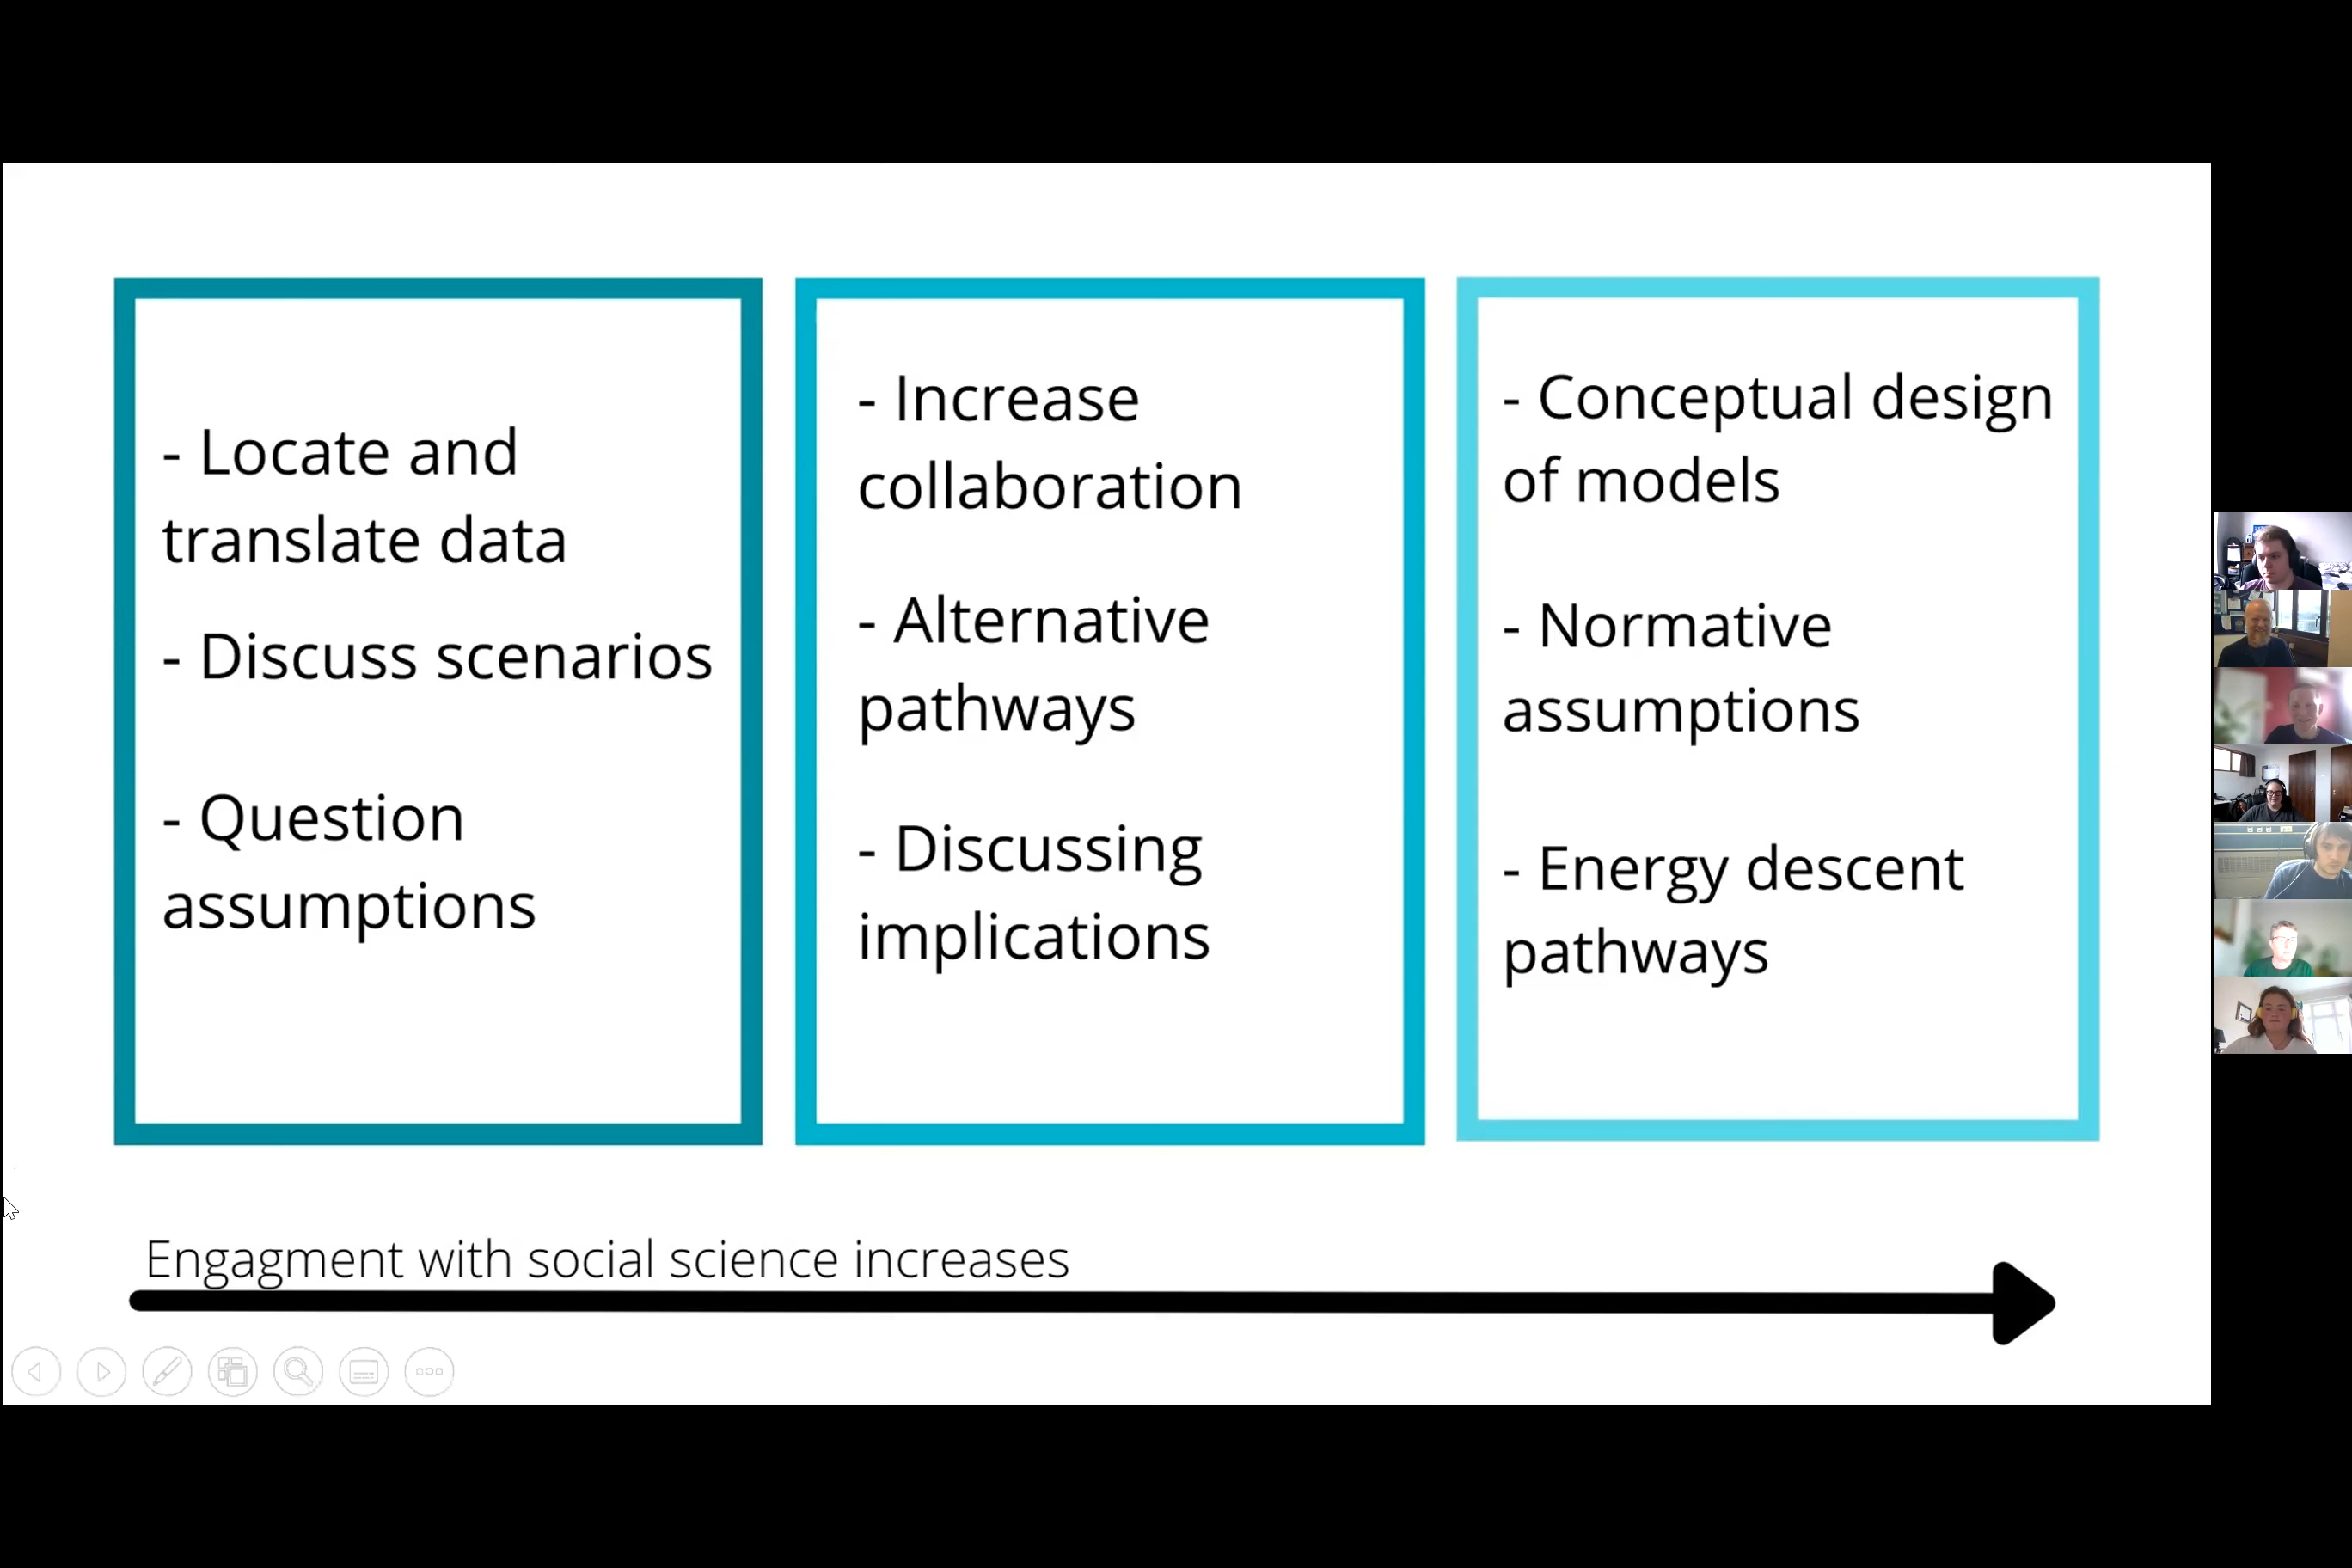 - Locate and
translate data
- Discuss scenarios
- Question
assumptions
- Increase
collaboration
- Alternative
pathways
- Discussing
implications
- Conceptual design
of models
- Normative
assumptions
- Energy descent
pathways
Engagment with social science increases